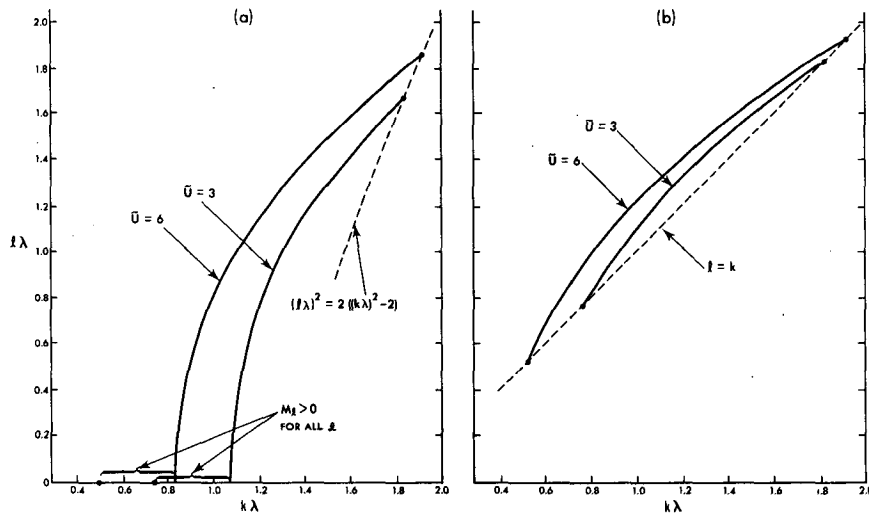 (a)
(b)
2.0
1.8
1.6
1.4
1.2
1.0
0.8
0.6
0.4
0.2
0
ℓλ
Ū = 6
Ū = 3
(ℓλ)² = 2 ((kλ)² − 2)
Mℓ > 0
FOR ALL ℓ
0.4 0.6 0.8 1.0 1.2 1.4 1.6 1.8 2.0
kλ
Ū = 3
Ū = 6
ℓ = k
0.4 0.6 0.8 1.0 1.2 1.4 1.6 1.8 2.0
kλ